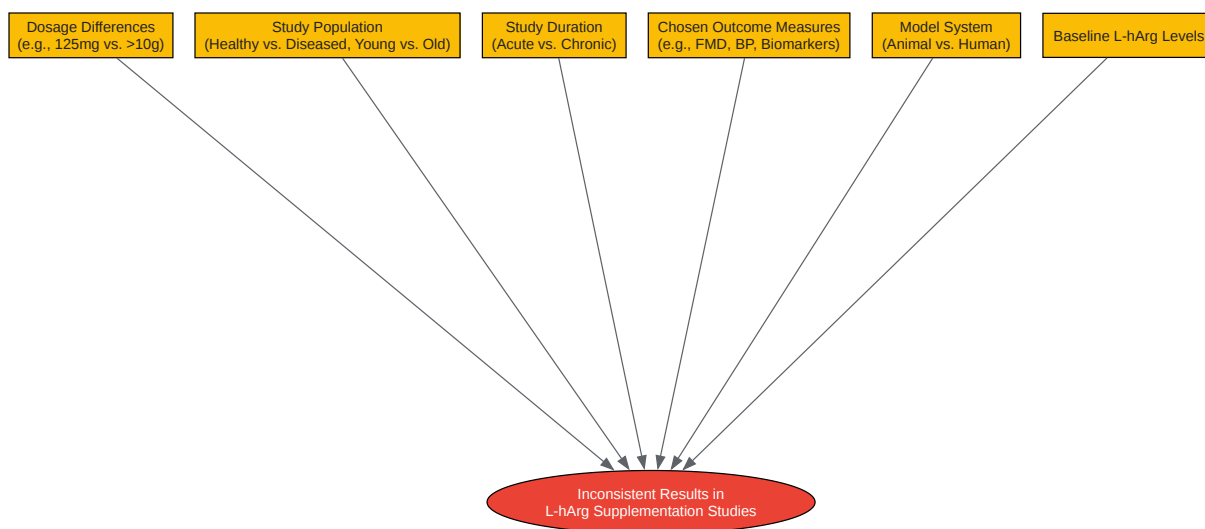 Dosage Differences
(e.g., 125mg vs. >10g)
Study Population
(Healthy vs. Diseased, Young vs. Old)
Study Duration
(Acute vs. Chronic)
Chosen Outcome Measures
(e.g., FMD, BP, Biomarkers)
Model System
(Animal vs. Human)
Baseline L-hArg Levels
Inconsistent Results in
L-hArg Supplementation Studies